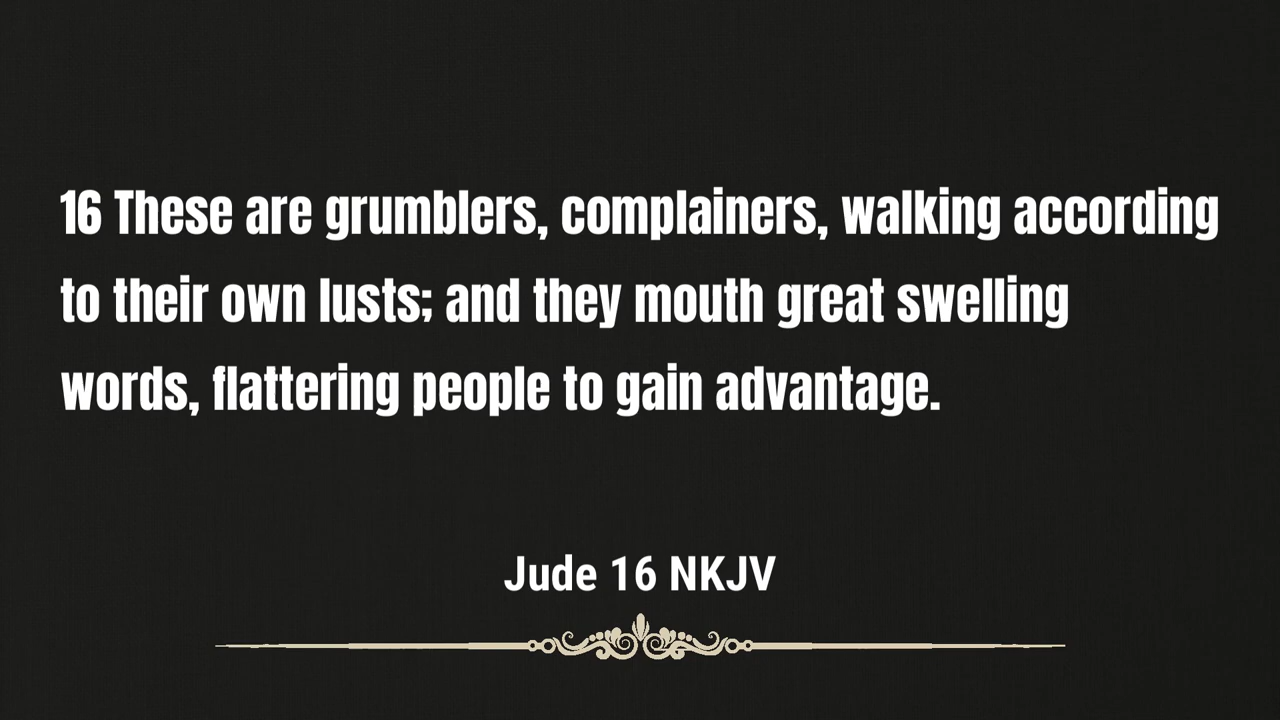 16 These are grumblers, complainers, walking according
to their own lusts; and they mouth great swelling
words, flattering people to gain advantage.
Jude 16 NKJV